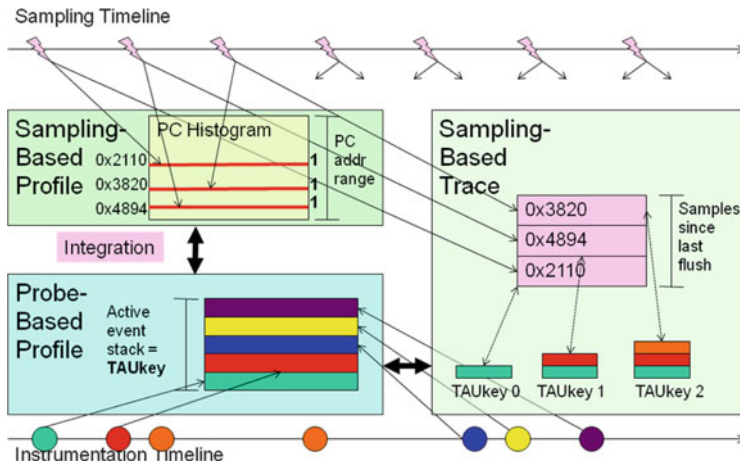 Sampling Timeline
Sampling-
Based
Profile
PC Histogram
0x2110
0x3820
0x4894
1
1
1
PC
addr
range
Integration
Probe-
Based
Profile
Active
event
stack =
TAUkey
Sampling-
Based
Trace
0x3820
0x4894
0x2110
Samples
since
last
flush
TAUkey 0
TAUkey 1
TAUkey 2
Instrumentation Timeline